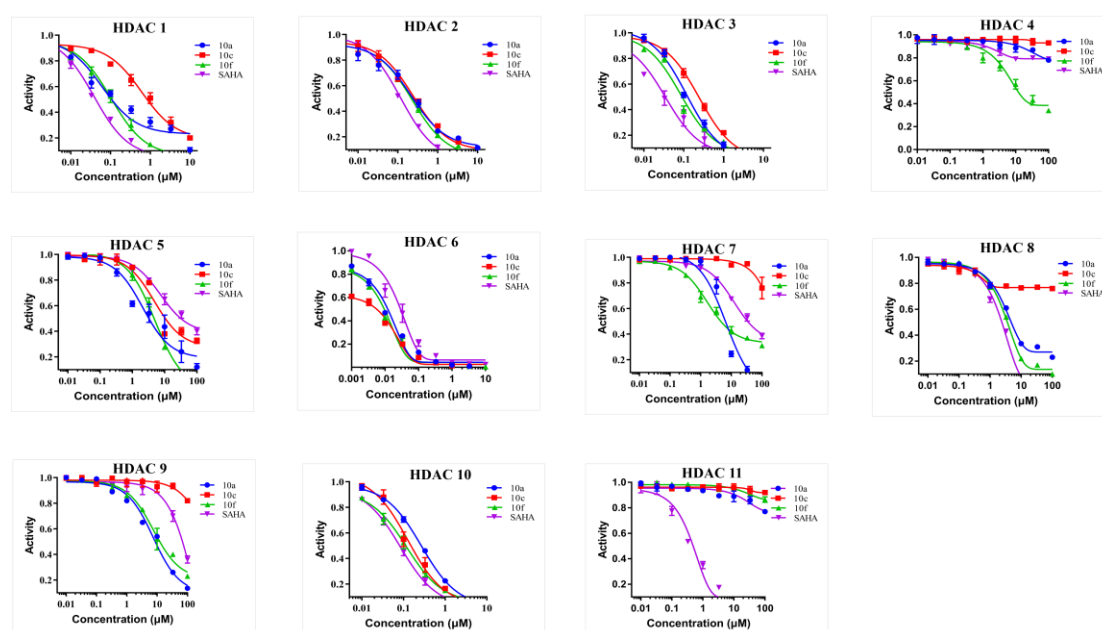 HDAC 1
1.0
0.8
0.6
0.4
0.2
Activity
0.01 0.1 1 10
Concentration (µM)
10a
10c
10f
SAHA
HDAC 2
1.0
0.8
0.6
0.4
0.2
Activity
0.01 0.1 1 10
Concentration (µM)
10a
10c
10f
SAHA
HDAC 3
1.0
0.8
0.6
0.4
0.2
Activity
0.01 0.1 1 10
Concentration (µM)
10a
10c
10f
SAHA
HDAC 4
1.0
0.8
0.6
0.4
0.2
0.0
Activity
0.01 0.1 1 10 100
Concentration (µM)
10a
10c
10f
SAHA
HDAC 5
1.0
0.8
0.6
0.4
0.2
Activity
0.01 0.1 1 10 100
Concentration (µM)
10a
10c
10f
SAHA
HDAC 6
1.0
0.8
0.6
0.4
0.2
0.0
Activity
0.001 0.01 0.1 1 10
Concentration (µM)
10a
10c
10f
SAHA
HDAC 7
1.0
0.8
0.6
0.4
0.2
Activity
0.01 0.1 1 10 100
Concentration (µM)
10a
10c
10f
SAHA
HDAC 8
1.0
0.8
0.6
0.4
0.2
Activity
0.01 0.1 1 10 100
Concentration (µM)
10a
10c
10f
SAHA
HDAC 9
1.0
0.8
0.6
0.4
0.2
Activity
0.01 0.1 1 10 100
Concentration (µM)
10a
10c
10f
SAHA
HDAC 10
1.0
0.8
0.6
0.4
0.2
Activity
0.01 0.1 1 10
Concentration (µM)
10a
10c
10f
SAHA
HDAC 11
1.0
0.8
0.6
0.4
0.2
Activity
0.01 0.1 1 10 100
Concentration (µM)
10a
10c
10f
SAHA